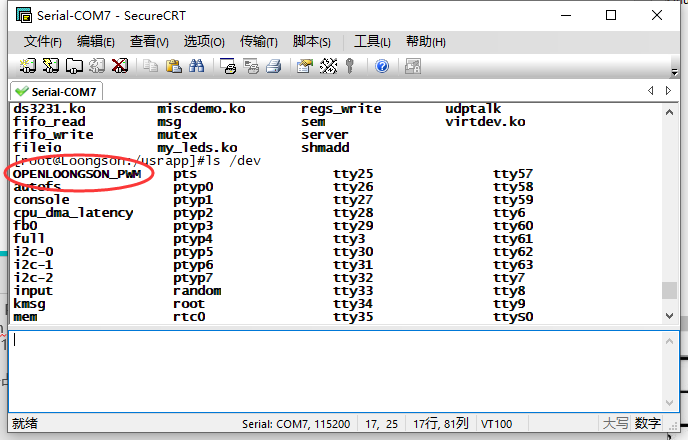 Serial-COM7 - SecureCRT
文件(F) 编辑(E) 查看(V) 选项(O) 传输(T) 脚本(S) 工具(L) 帮助(H)
Serial-COM7
ds3231.ko miscdemo.ko regs_write udptalk
fifo_read msg sem virtdev.ko
fifo_write mutex server
fileio my_leds.ko shmadd
[root@Loongson:/usrapp]#ls /dev
OPENLOONGSON_PWM pts tty25 tty57
autofs ptyp0 tty26 tty58
console ptyp1 tty27 tty59
cpu_dma_latency ptyp2 tty28 tty6
fb0 ptyp3 tty29 tty60
full ptyp4 tty3 tty61
i2c-0 ptyp5 tty30 tty62
i2c-1 ptyp6 tty31 tty63
i2c-2 ptyp7 tty32 tty7
input random tty33 tty8
kmsg root tty34 tty9
mem rtc0 tty35 ttyS0
就绪 Serial: COM7, 115200 17, 25 17行, 81列 VT100 大写 数字